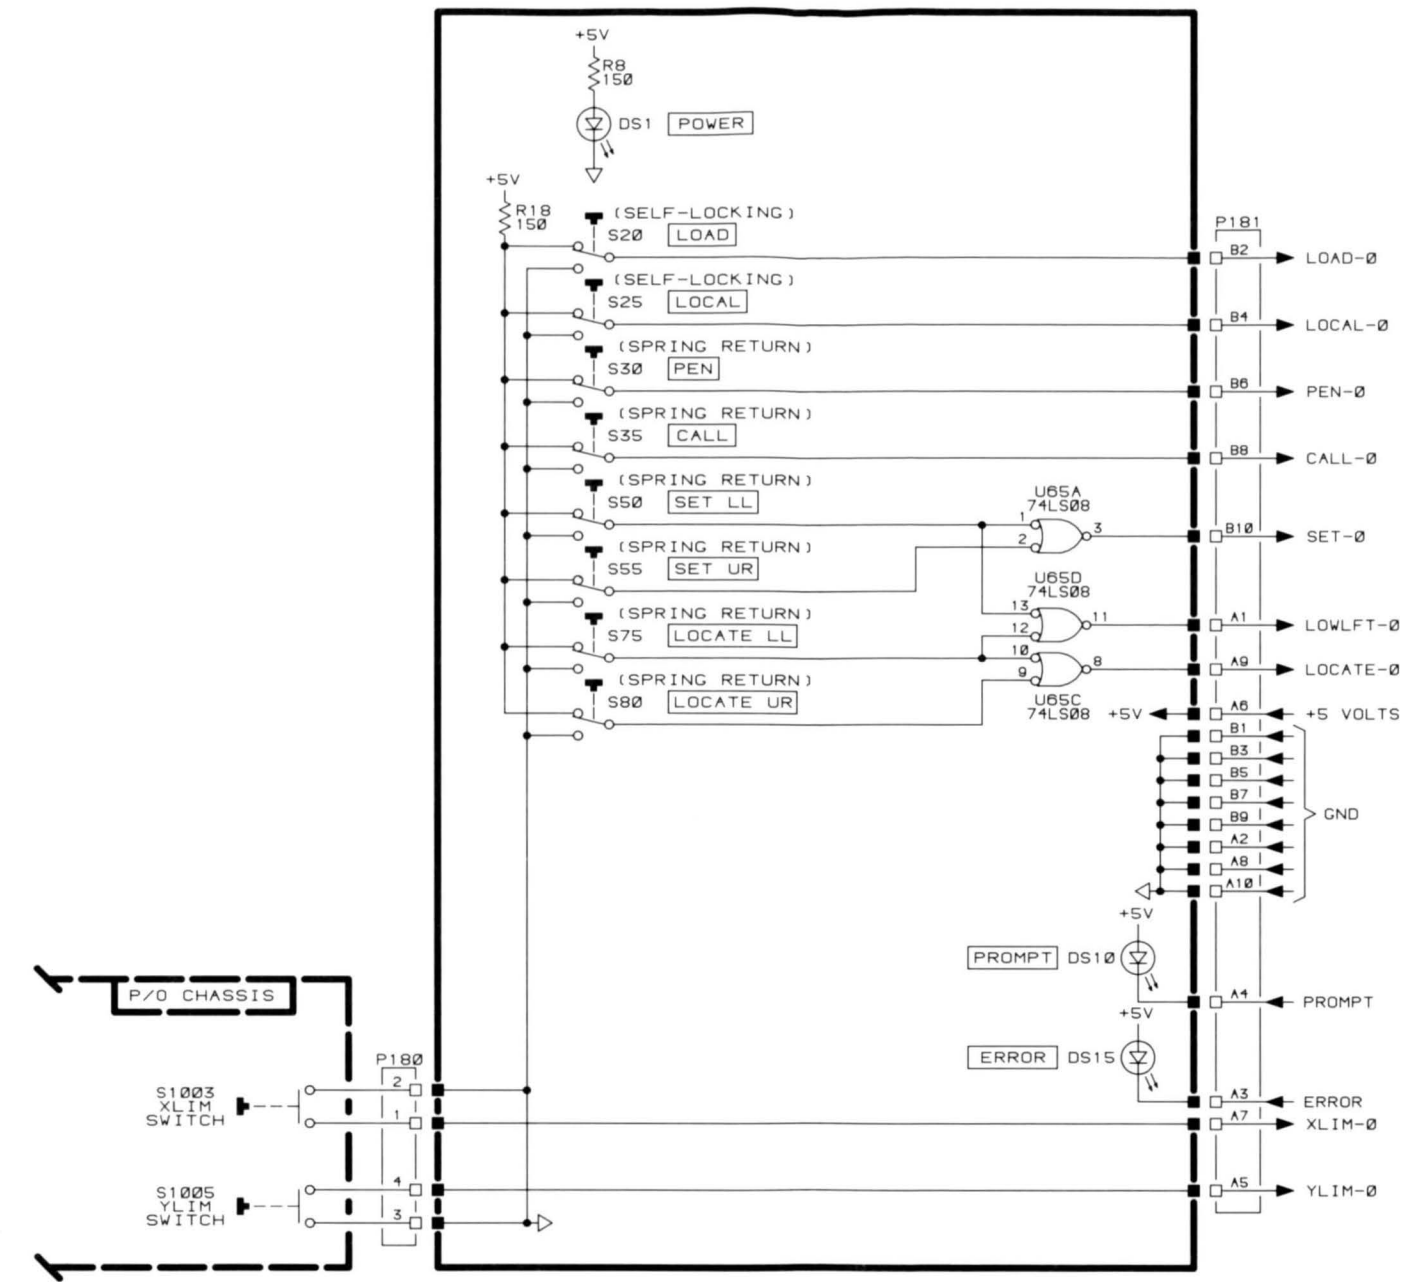 +5V
R8
150
DS1 POWER
+5V
R18
150
(SELF-LOCKING)
S20 LOAD
P181
B2 LOAD-0
(SELF-LOCKING)
S25 LOCAL
B4 LOCAL-0
(SPRING RETURN)
S30 PEN
B6 PEN-0
(SPRING RETURN)
S35 CALL
B8 CALL-0
(SPRING RETURN)
S50 SET LL
U65A
74LS08
1
2
3
B10 SET-0
(SPRING RETURN)
S55 SET UR
U65D
74LS08
13
12
11
A1 LOWLFT-0
(SPRING RETURN)
S75 LOCATE LL
10
9
8
A9 LOCATE-0
U65C
74LS08
(SPRING RETURN)
S80 LOCATE UR
+5V
A6 +5 VOLTS
B1
B3
B5
B7
B9
A2
A8
A10
GND
+5V
PROMPT DS10
A4 PROMPT
+5V
ERROR DS15
A3 ERROR
A7 XLIM-0
A5 YLIM-0
P/O CHASSIS
P180
S1003
XLIM
SWITCH
2
1
S1005
YLIM
SWITCH
4
3